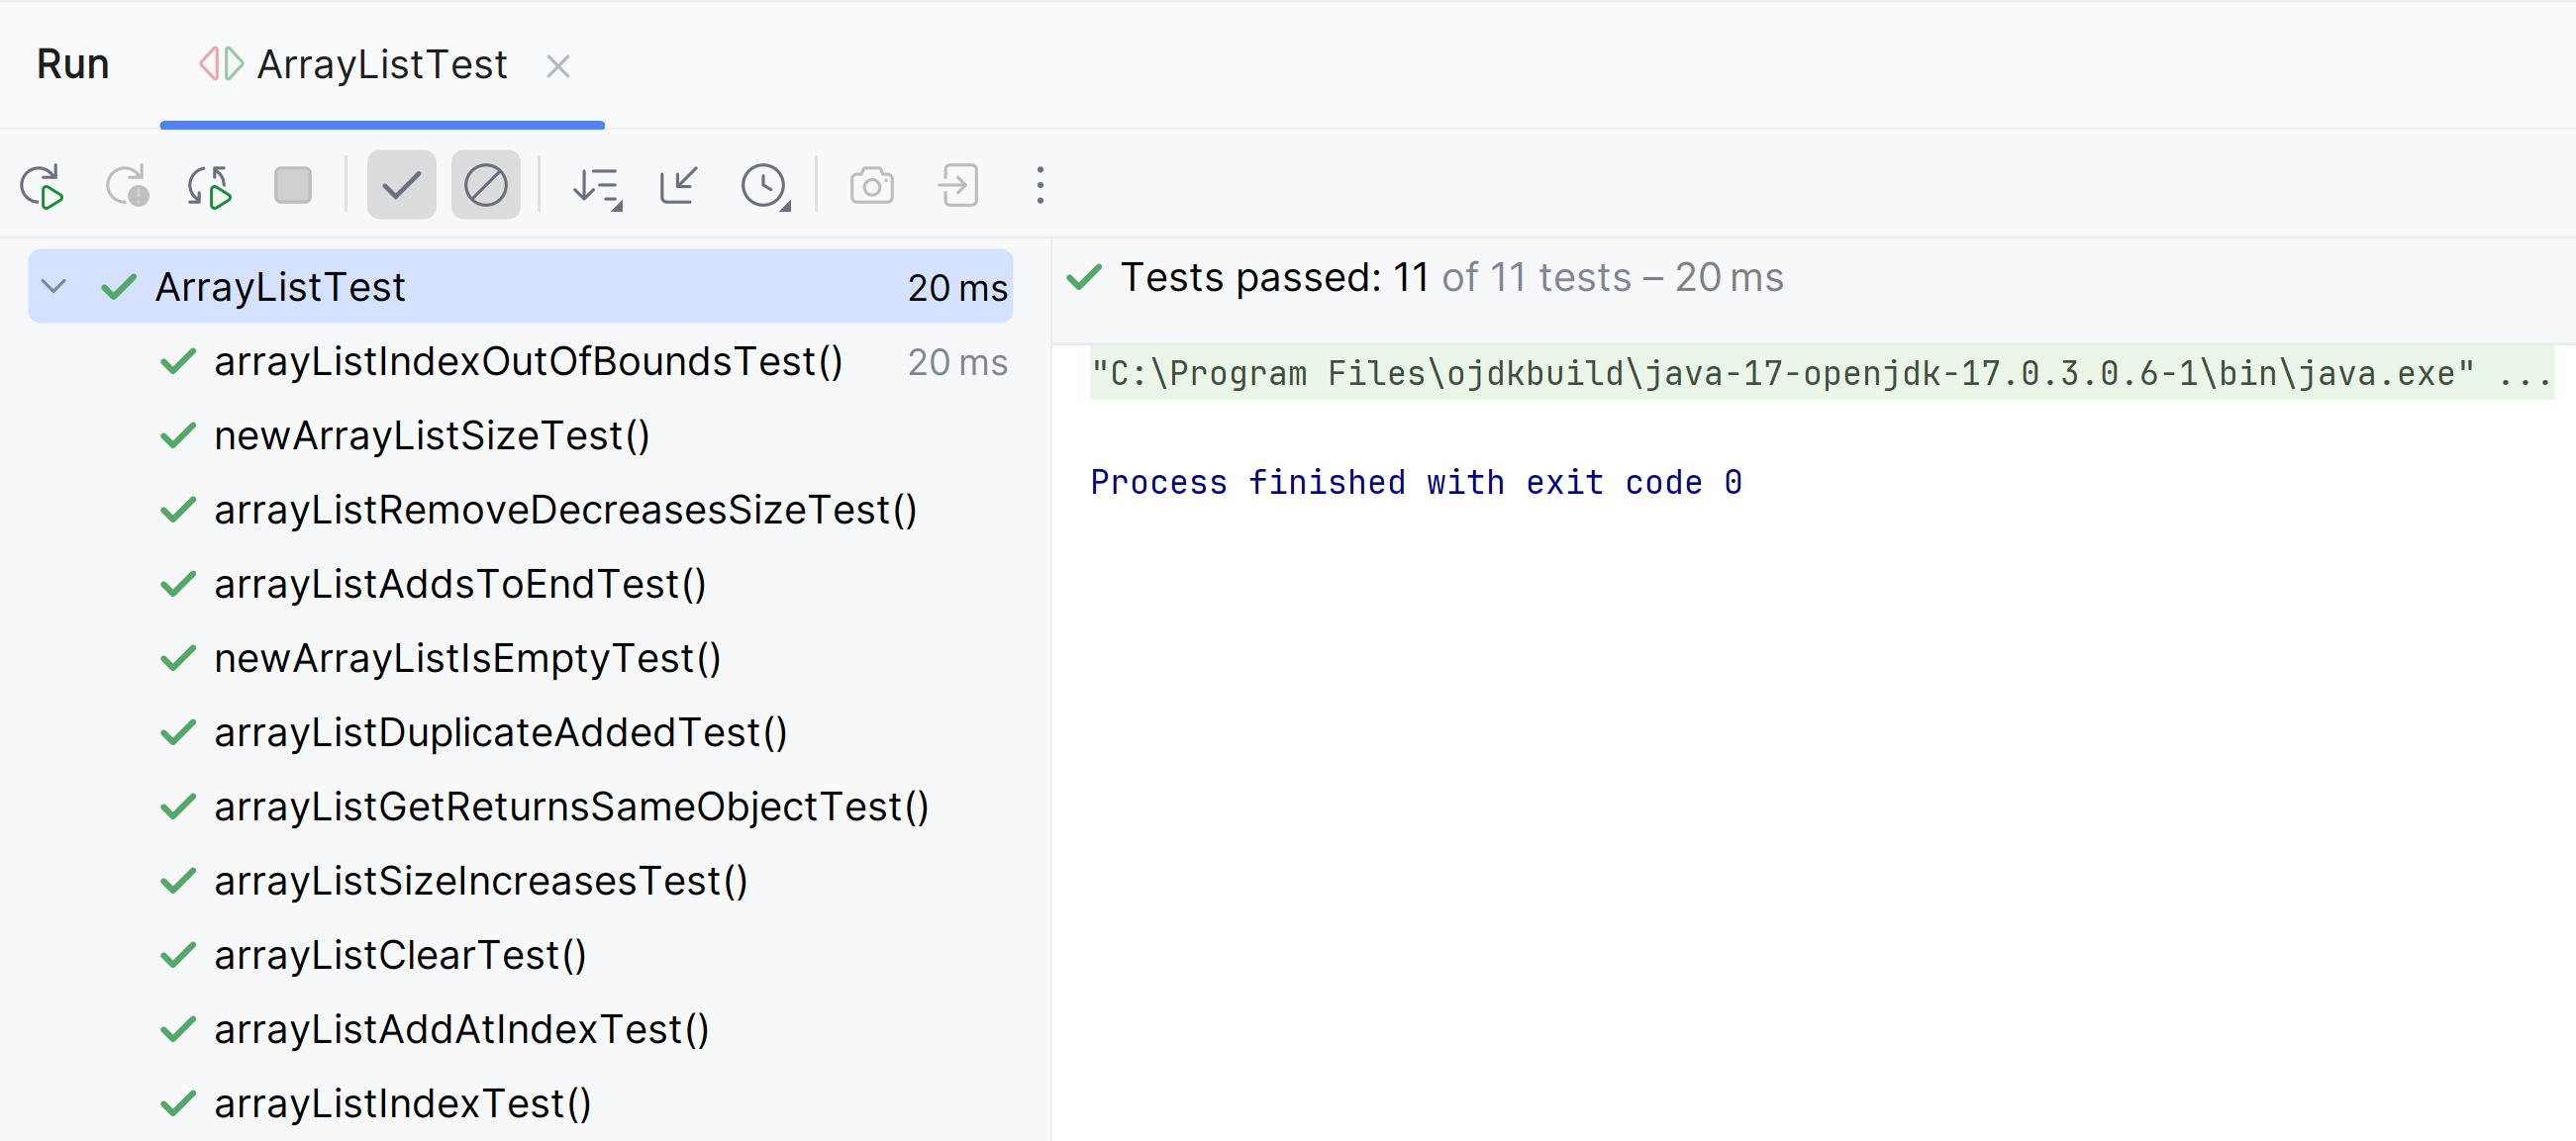 Run ArrayListTest
ArrayListTest 20 ms
arrayListIndexOutOfBoundsTest() 20 ms
newArrayListSizeTest()
arrayListRemoveDecreasesSizeTest()
arrayListAddsToEndTest()
newArrayListIsEmptyTest()
arrayListDuplicateAddedTest()
arrayListGetReturnsSameObjectTest()
arrayListSizeIncreasesTest()
arrayListClearTest()
arrayListAddAtIndexTest()
arrayListIndexTest()
Tests passed: 11 of 11 tests – 20 ms
"C:\Program Files\ojdkbuild\java-17-openjdk-17.0.3.0.6-1\bin\java.exe" ...
Process finished with exit code 0